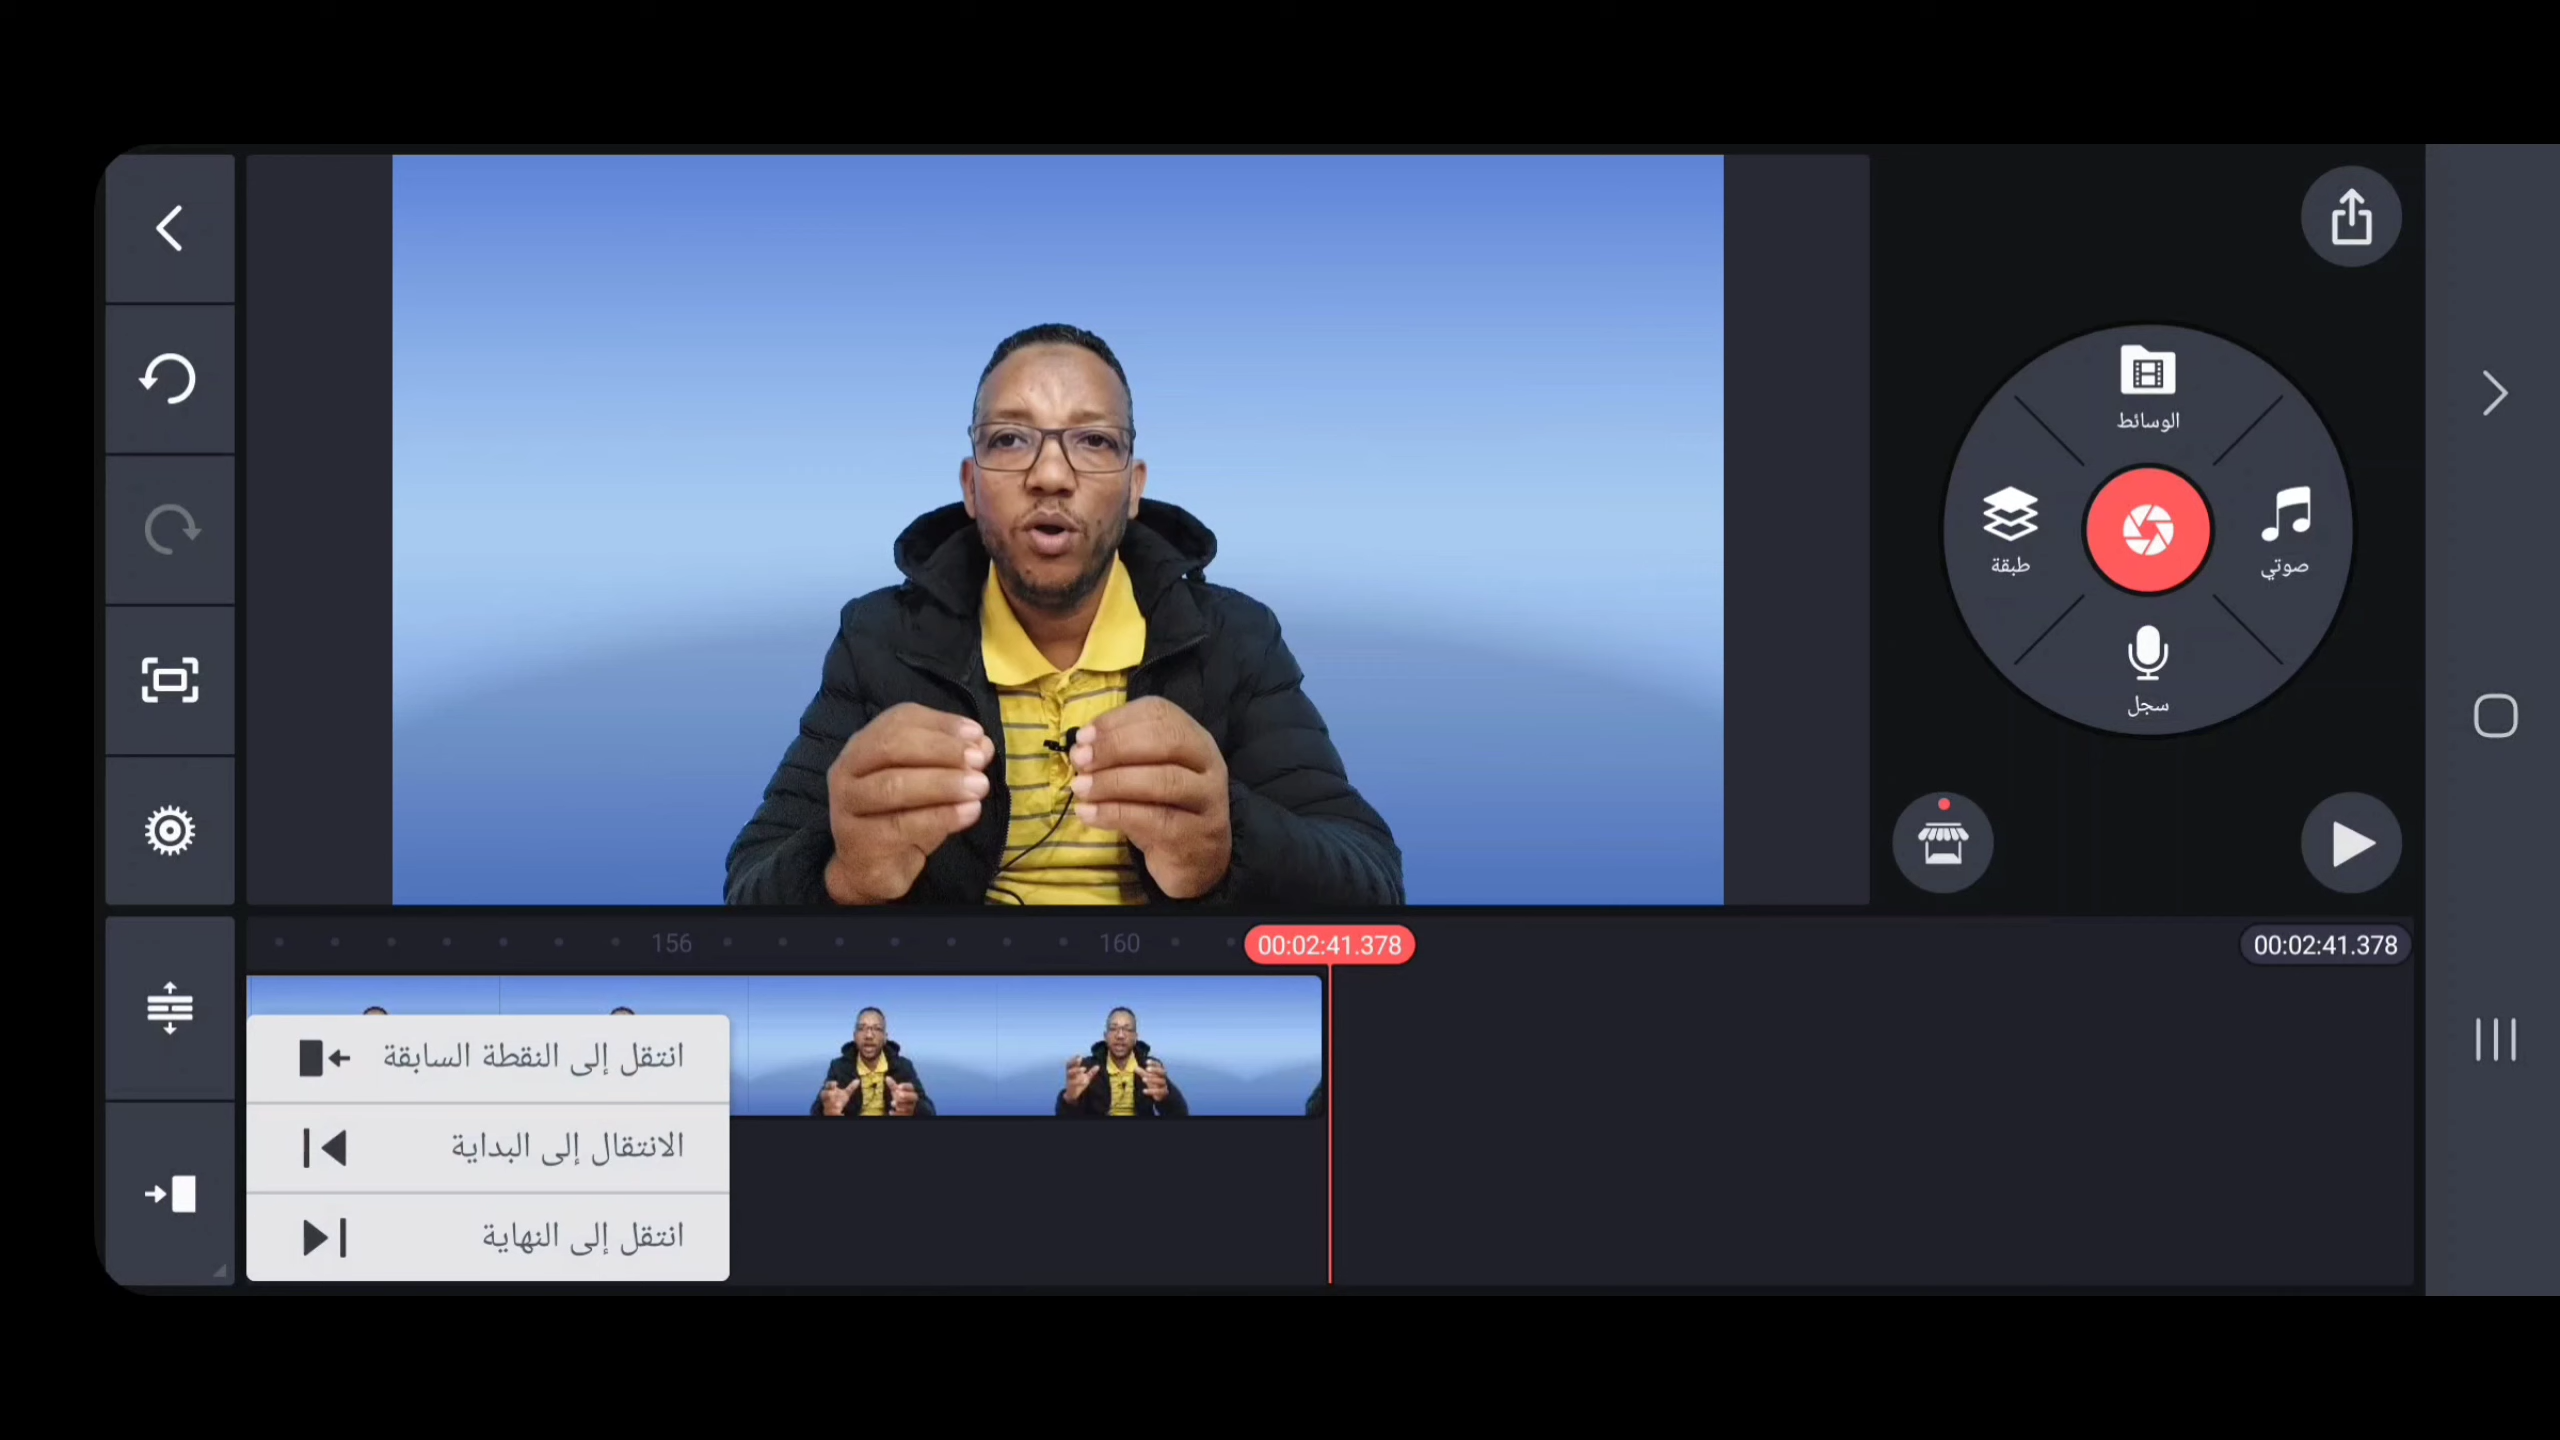 الوسائط
طبقة
صوتي
سجل
156
160
00:02:41.378
00:02:41.378
انتقل إلى النقطة السابقة
الانتقال إلى البداية
انتقل إلى النهاية